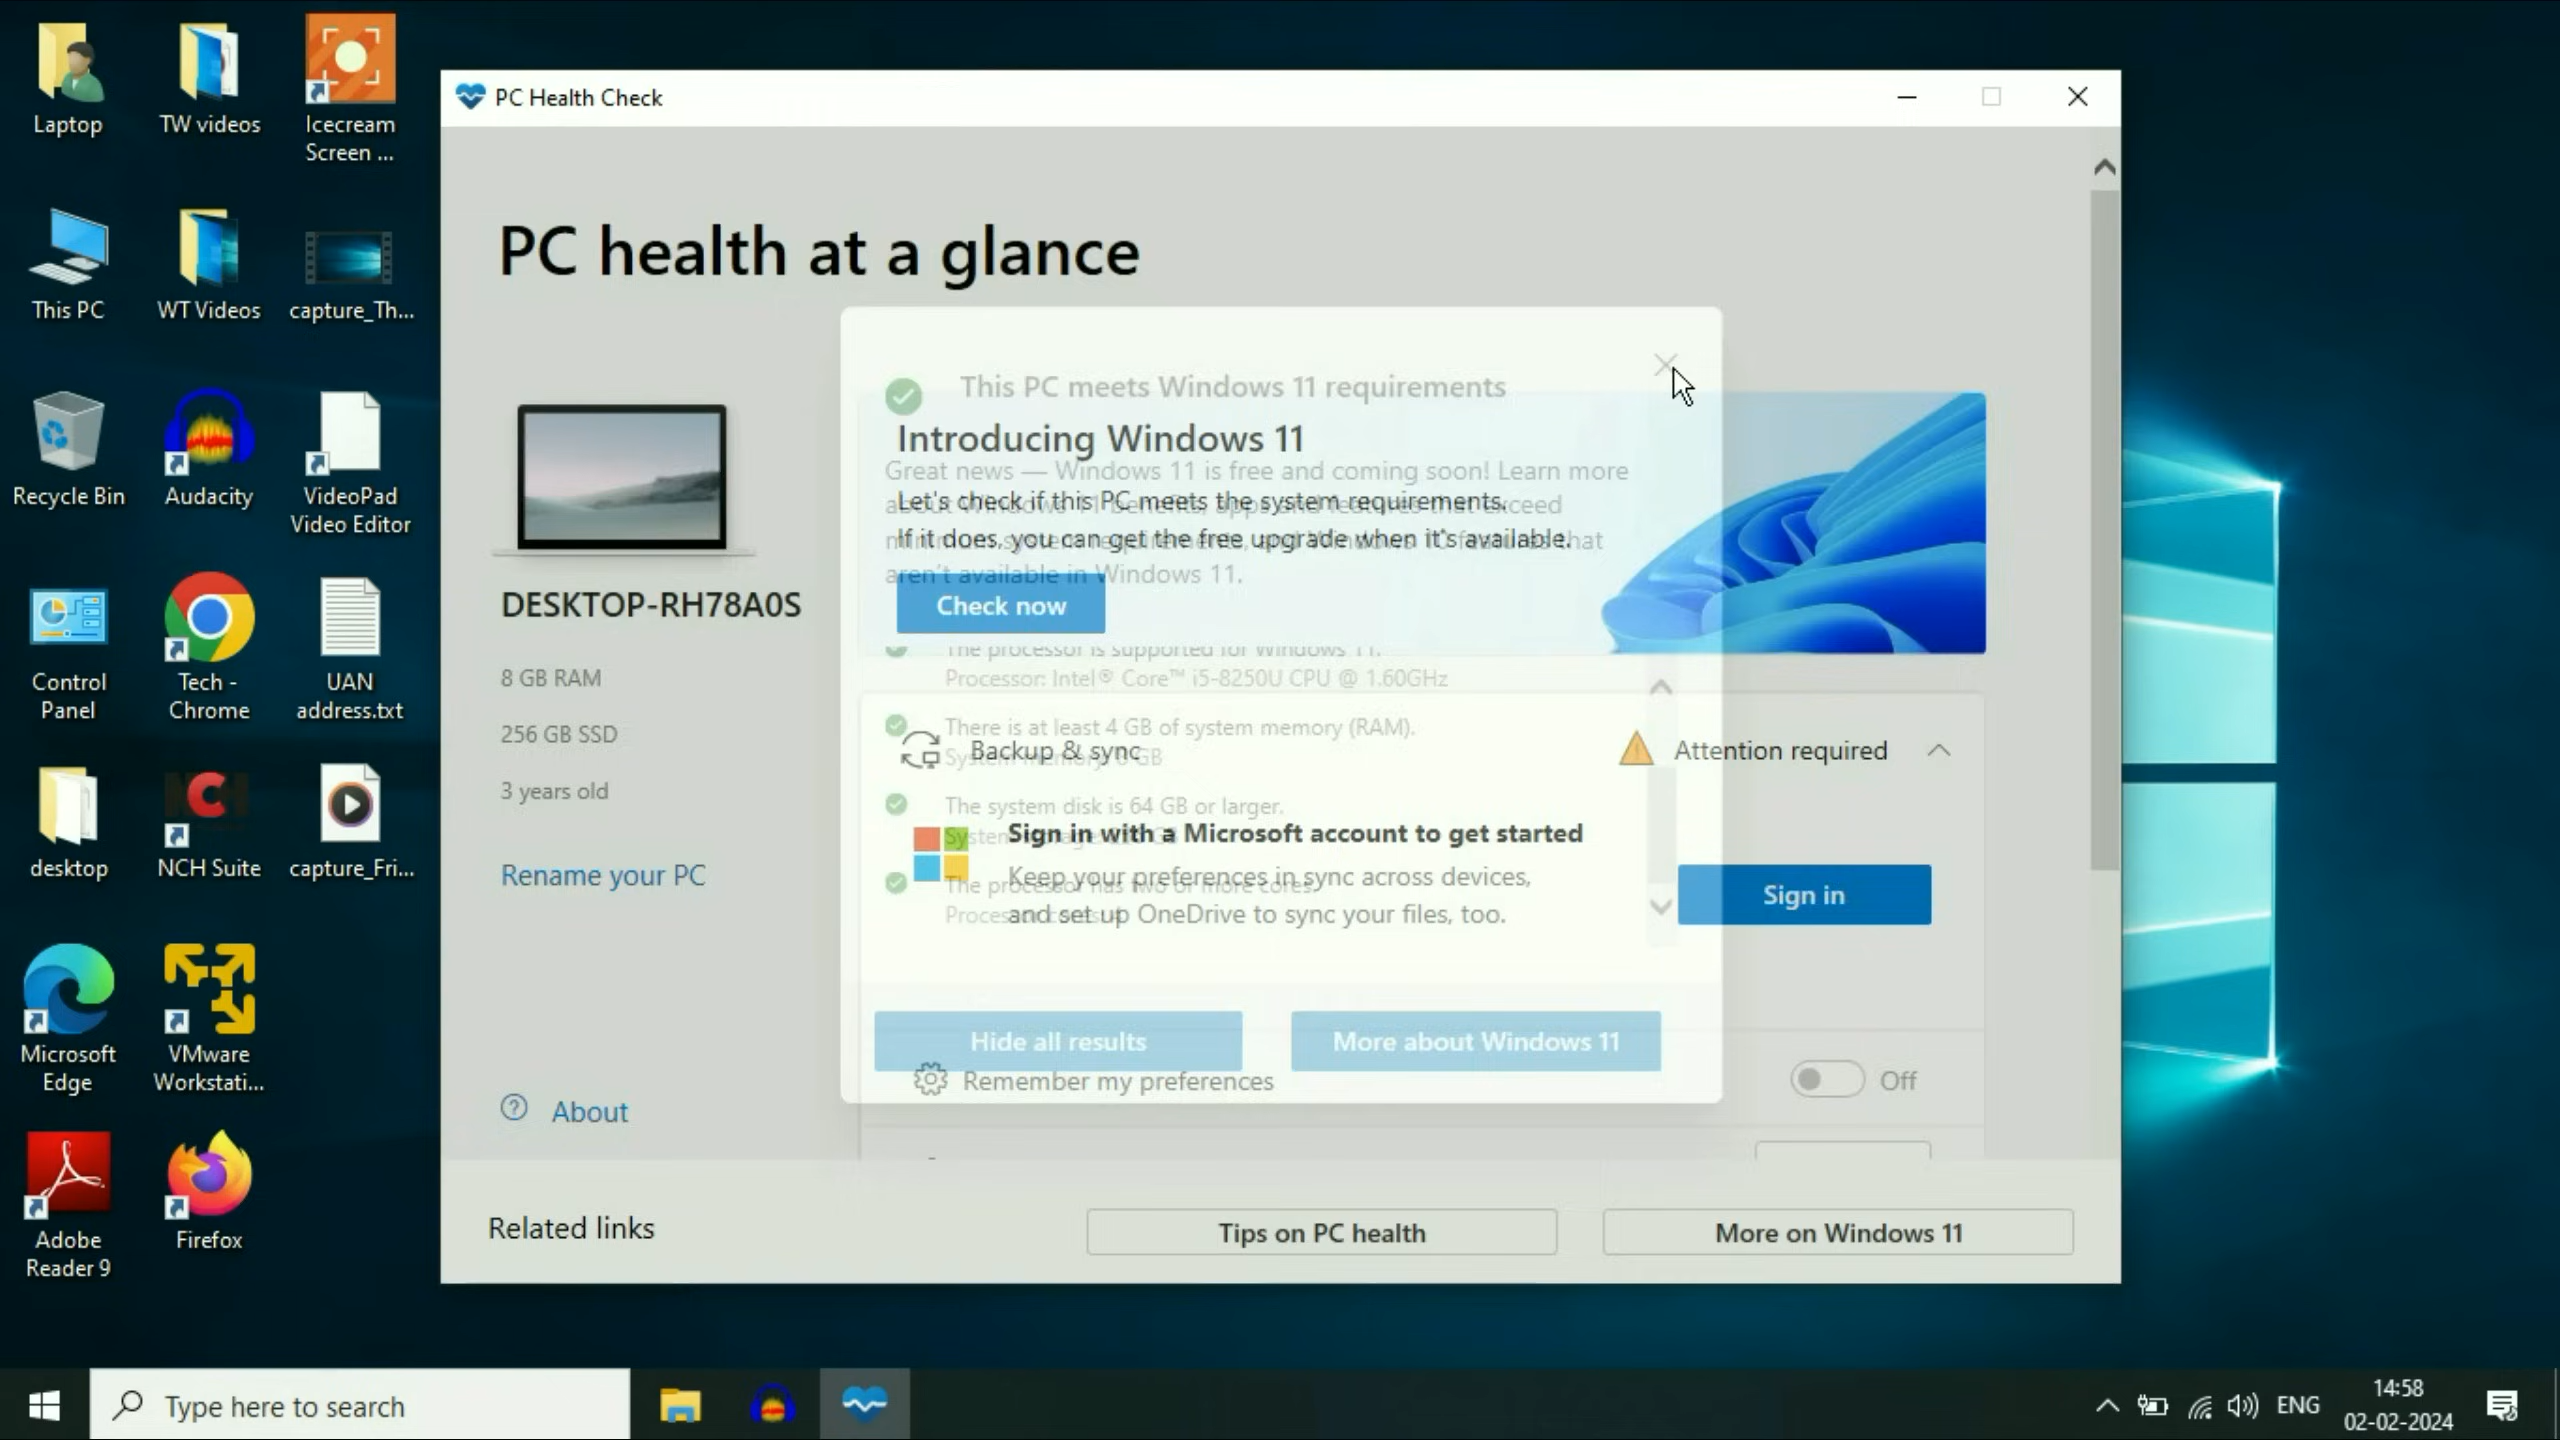 Laptop
TW videos
Icecream
Screen ...
This PC
WT Videos
capture_Th...
Recycle Bin
Audacity
VideoPad
Video Editor
Control
Panel
Tech -
Chrome
UAN
address.txt
desktop
NCH Suite
capture_Fri...
Microsoft
Edge
VMware
Workstati...
Adobe
Reader 9
Firefox
PC Health Check
PC health at a glance
DESKTOP-RH78A0S
8 GB RAM
256 GB SSD
3 years old
Rename your PC
About
This PC meets Windows 11 requirements
Introducing Windows 11
Great news — Windows 11 is free and coming soon! Learn more
Let's check if this PC meets the system requirements.
If it does, you can get the free upgrade when it's available.
aren't available in Windows 11.
Check now
The processor is supported for Windows 11.
Processor: Intel® Core™ i5-8250U CPU @ 1.60GHz
There is at least 4 GB of system memory (RAM).
Backup & sync
Attention required
The system disk is 64 GB or larger.
Sign in with a Microsoft account to get started
Keep your preferences in sync across devices,
and set up OneDrive to sync your files, too.
Sign in
Hide all results
More about Windows 11
Remember my preferences
Off
Related links
Tips on PC health
More on Windows 11
Type here to search
ENG
14:58
02-02-2024